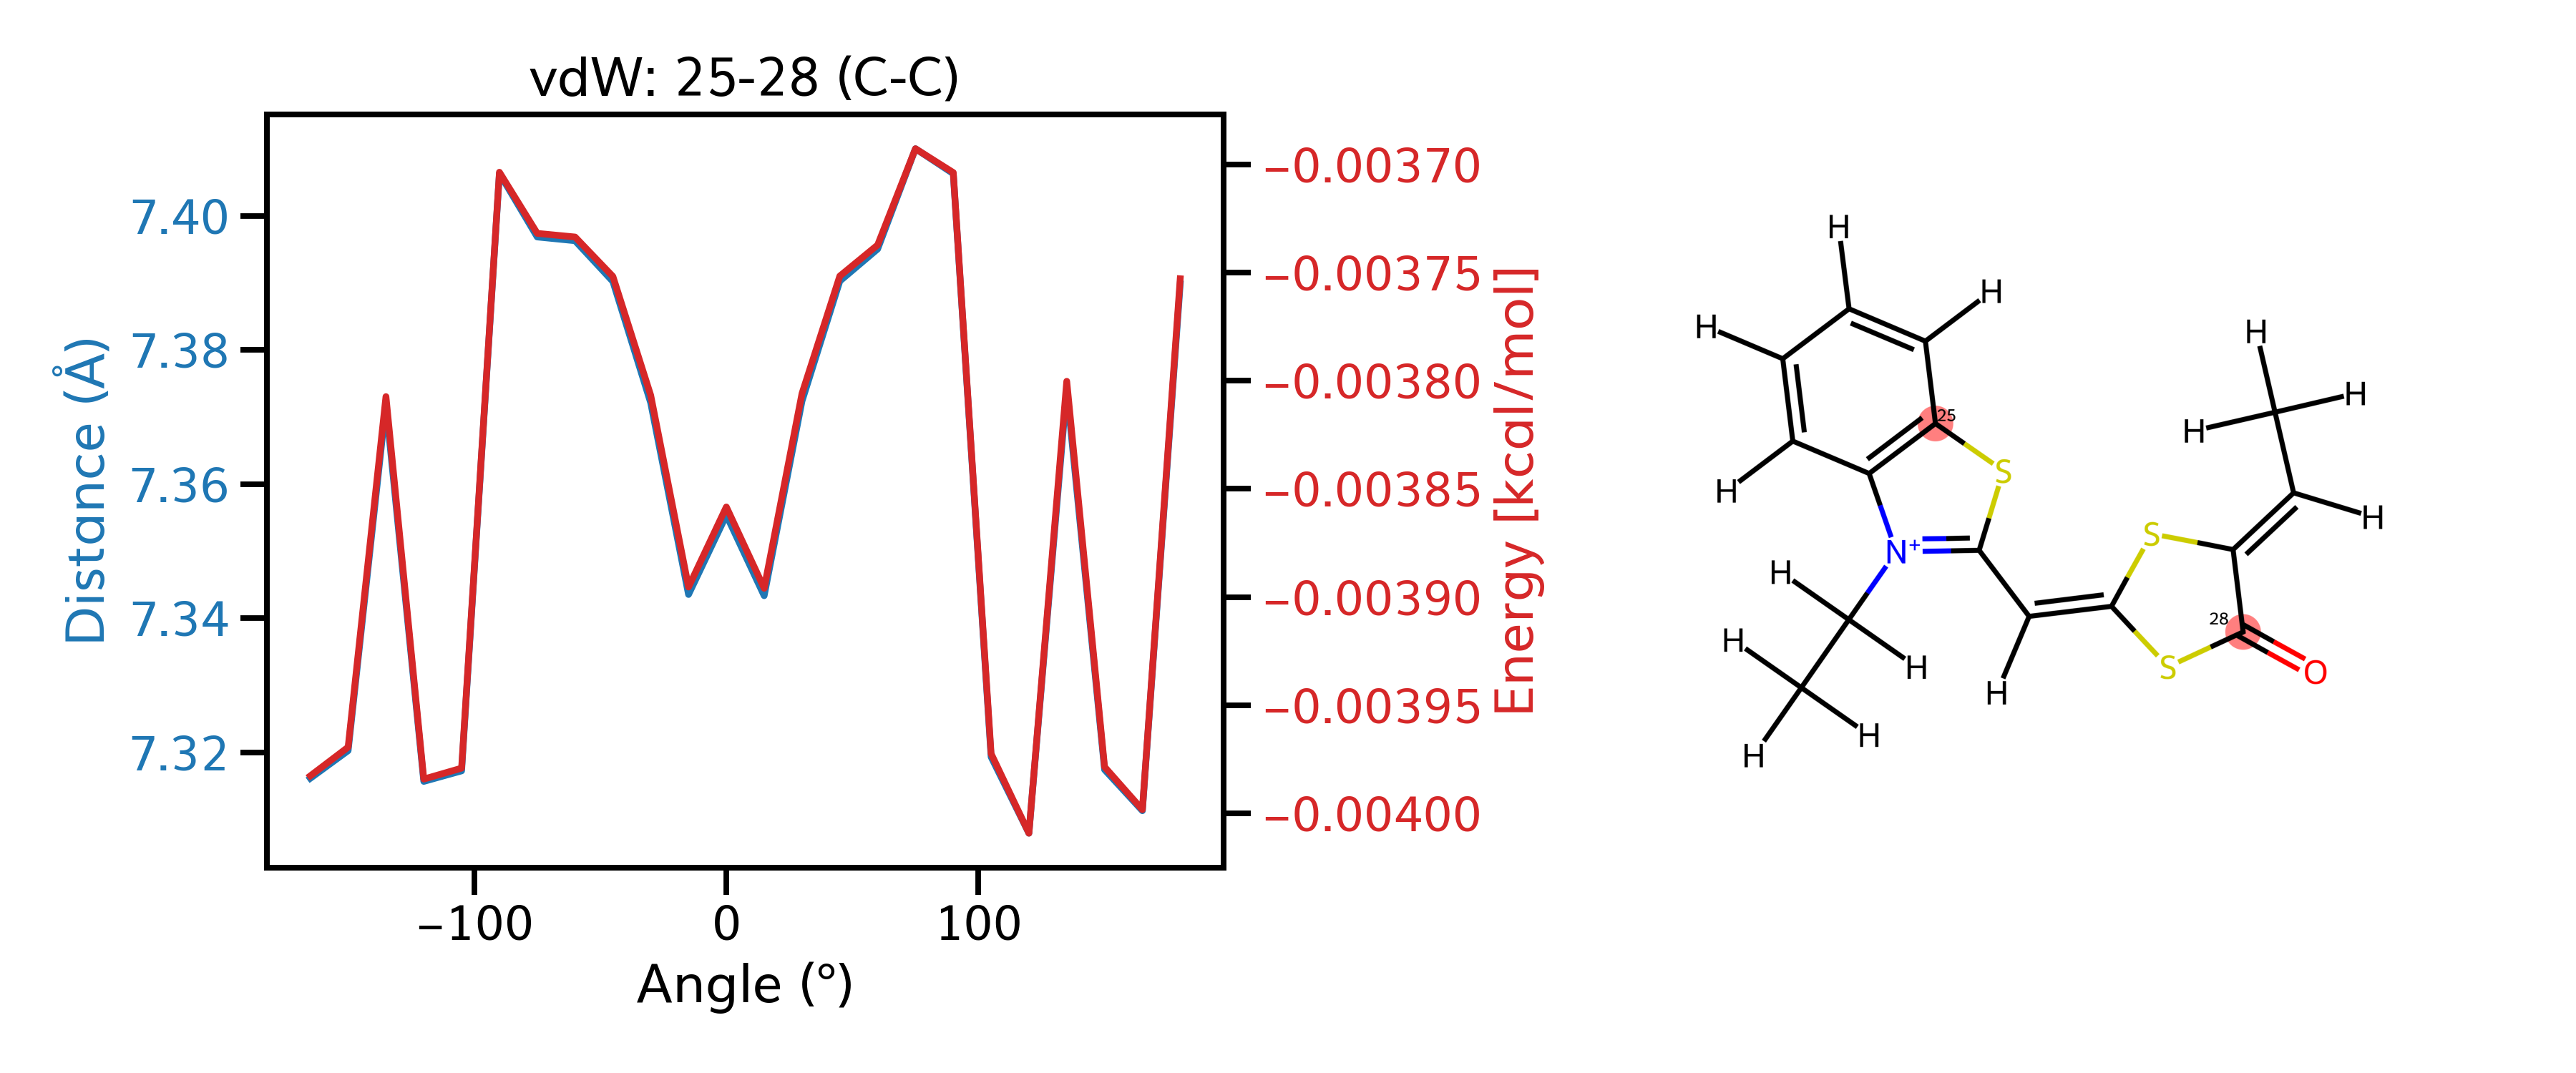 vdW: 25-28 (C-C)
7.40
7.38
7.36
7.34
7.32
Distance (Å)
−0.00370
−0.00375
−0.00380
−0.00385
−0.00390
−0.00395
−0.00400
Energy [kcal/mol]
−100 0 100
Angle (°)
H
H
H
H
H
25
H
H
S
H
H
S
N+
H
28
H
H
S
O
H
H
H